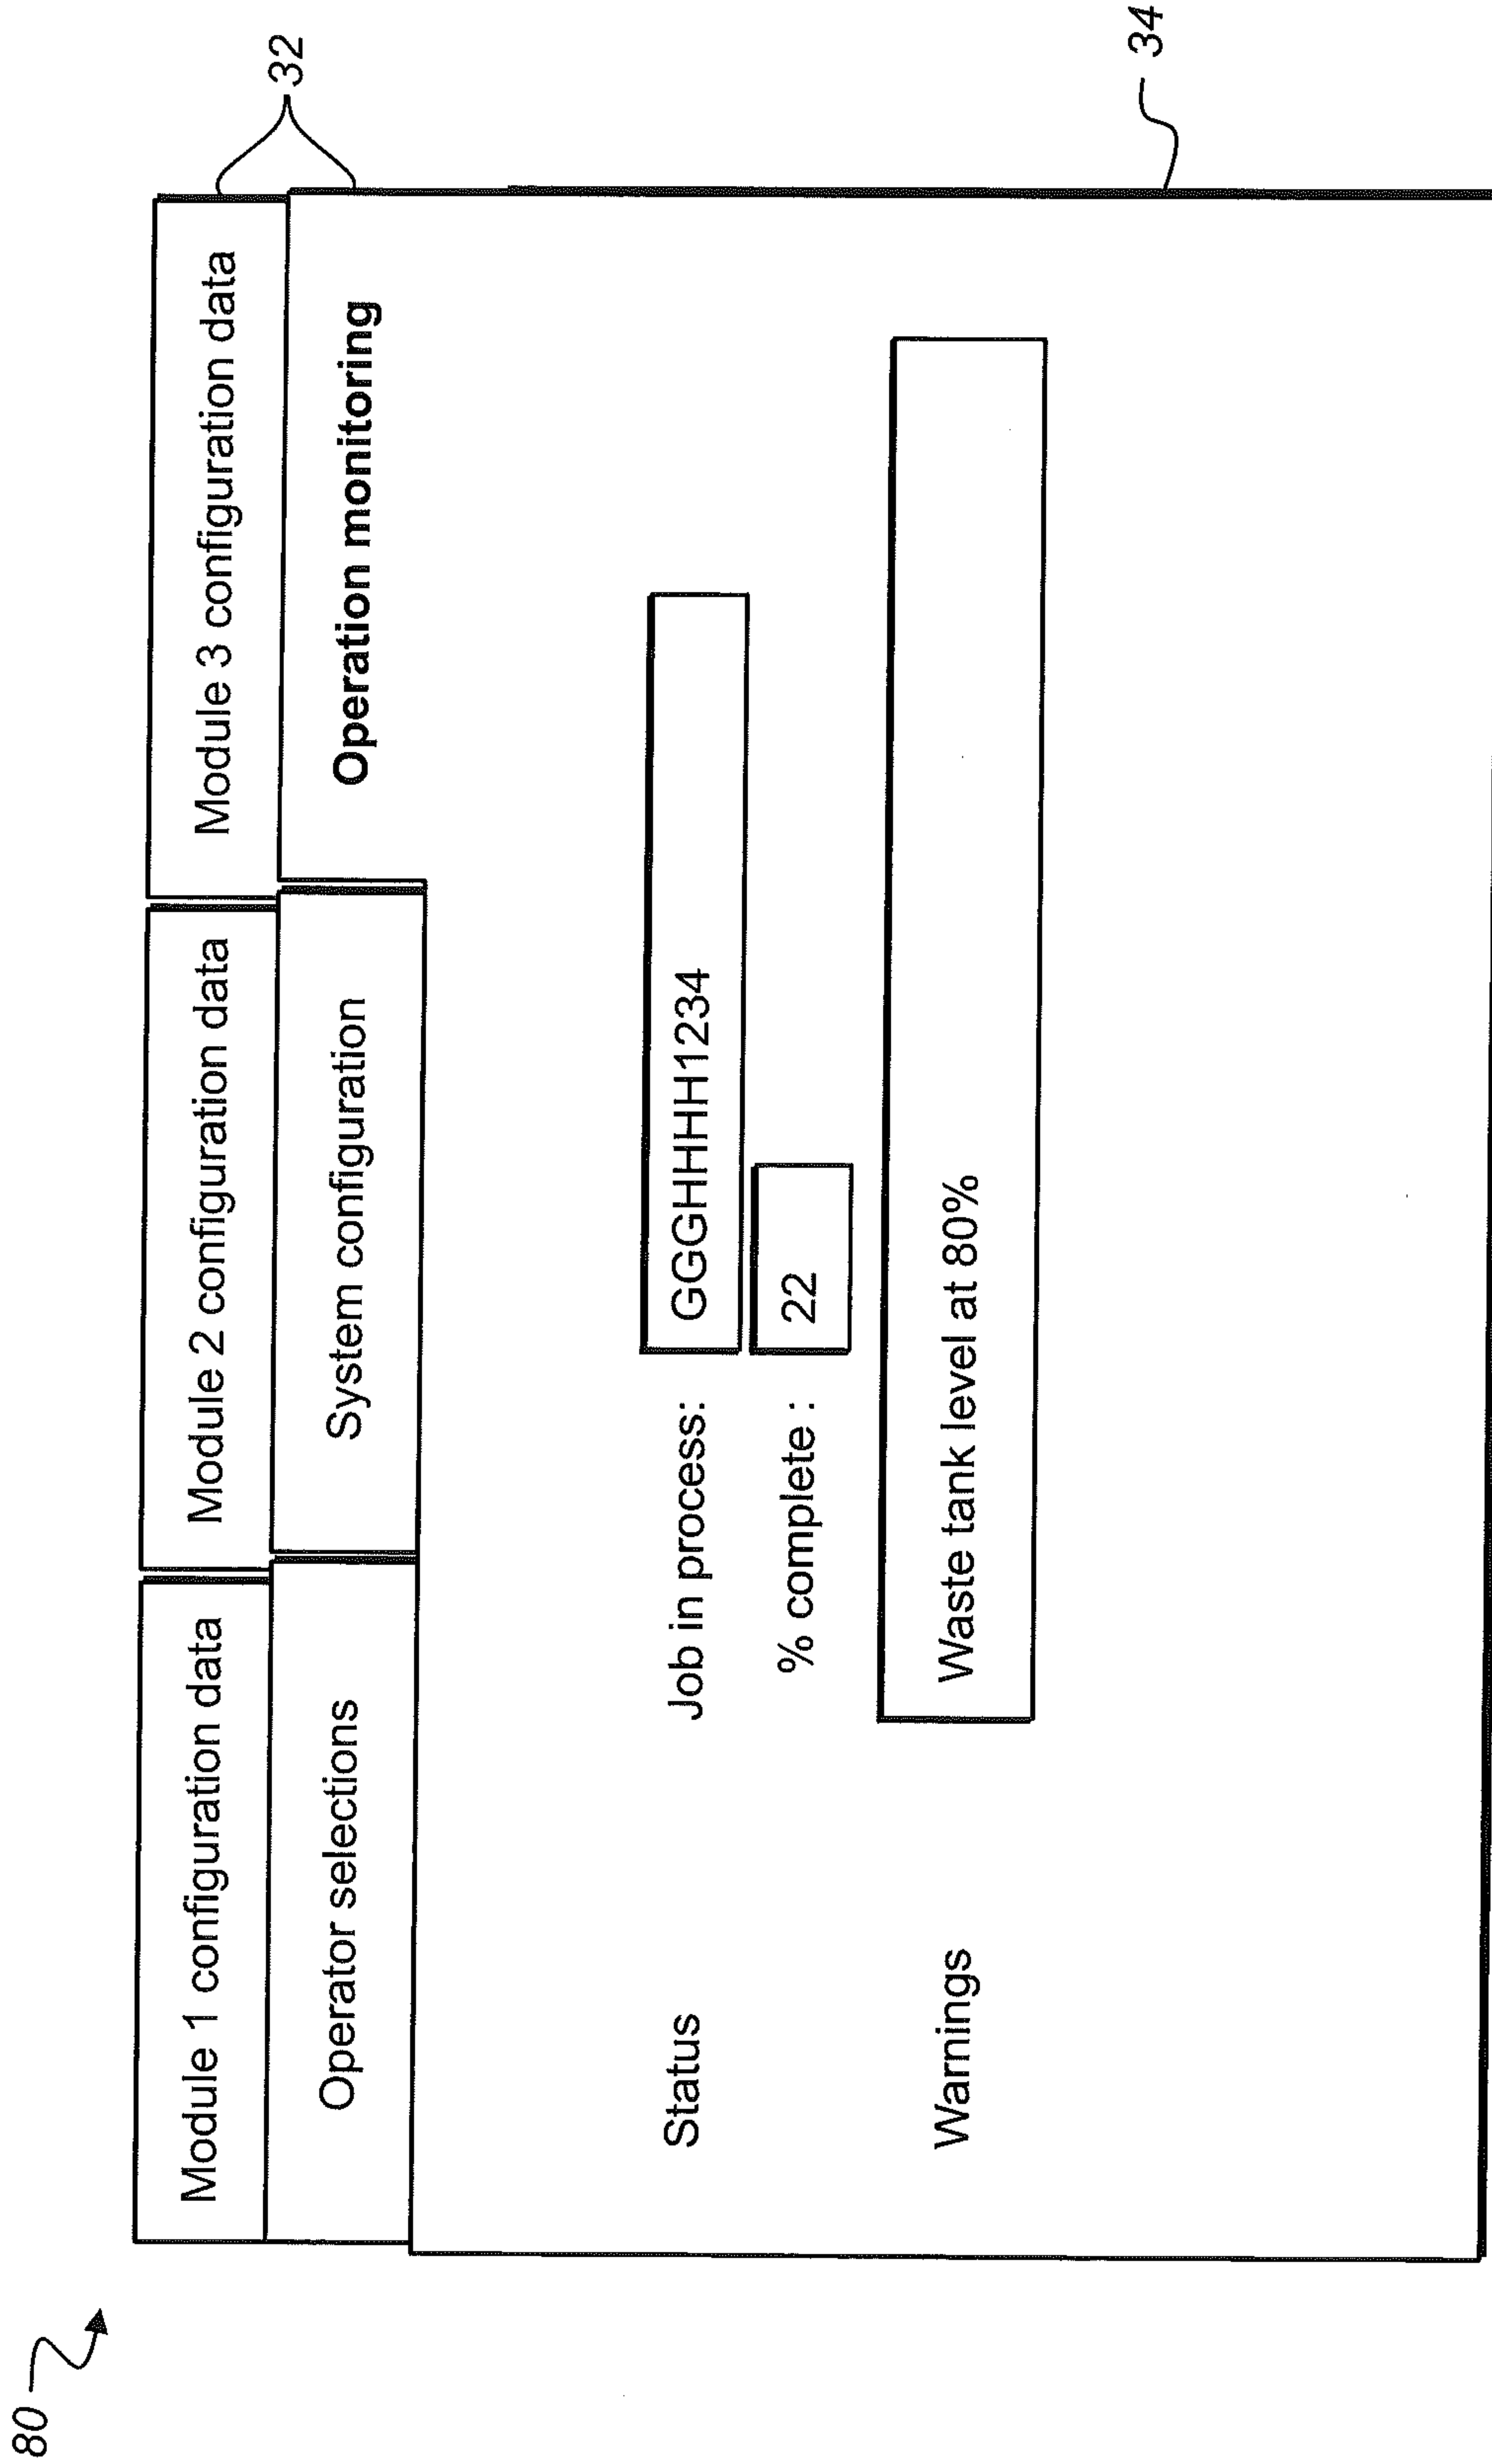 80
32
Module 1 configuration data
Module 2 configuration data
Module 3 configuration data
Operator selections
System configuration
Operation monitoring
Status
Job in process:
GGGHHHH1234
% complete :
22
Warnings
Waste tank level at 80%
34